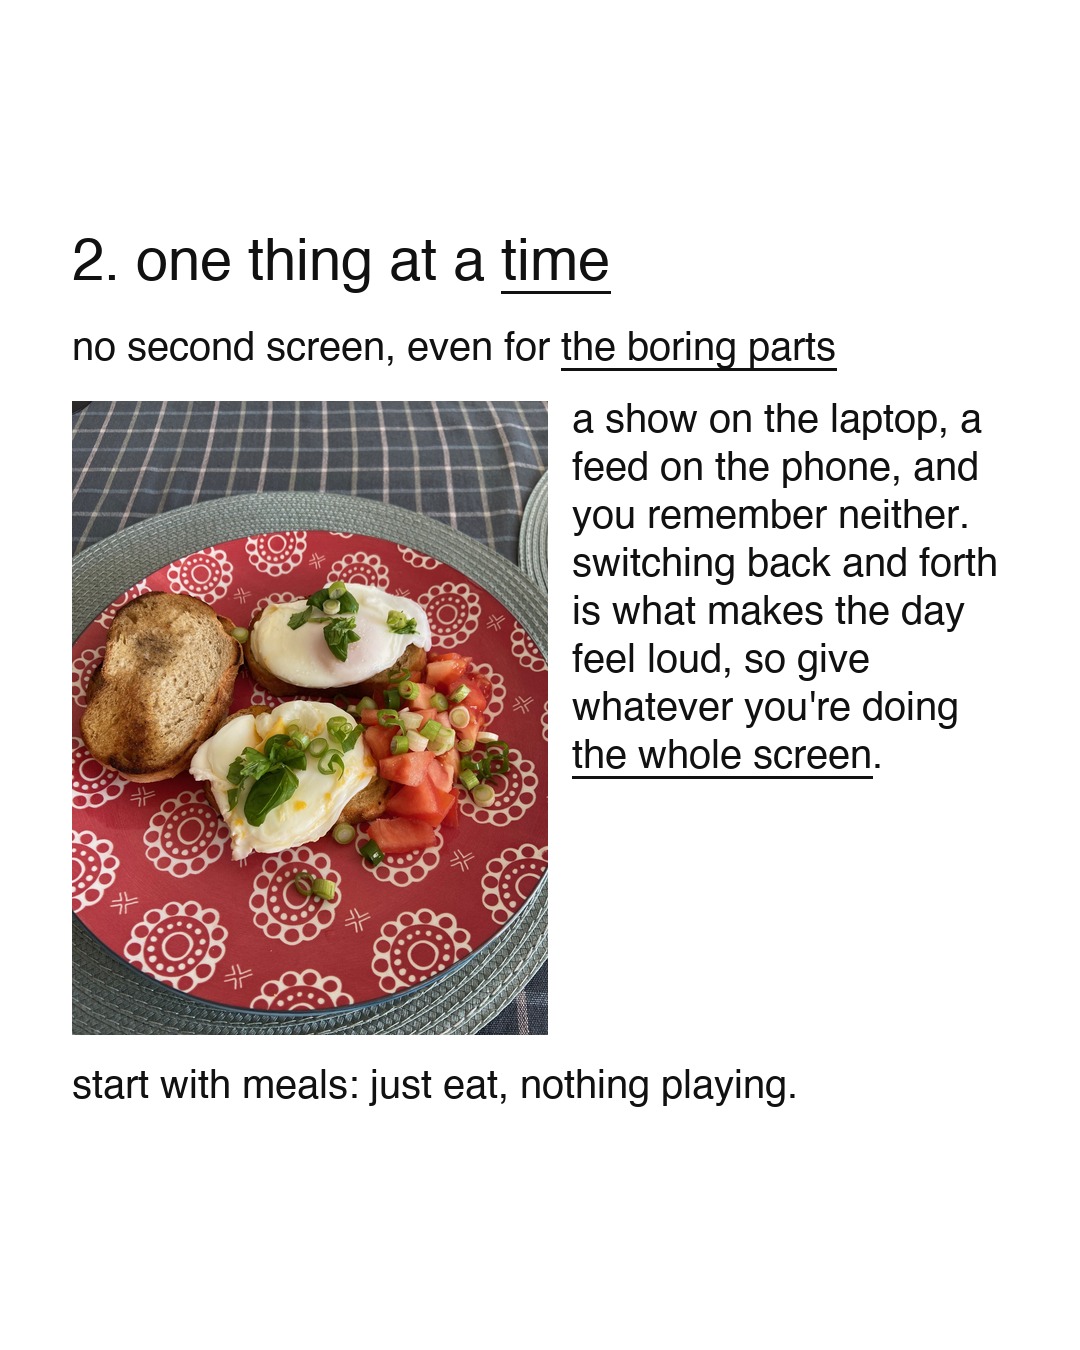 2. one thing at a time
no second screen, even for the boring parts
a show on the laptop, a
feed on the phone, and
you remember neither.
switching back and forth
is what makes the day
feel loud, so give
whatever you're doing
the whole screen.
start with meals: just eat, nothing playing.